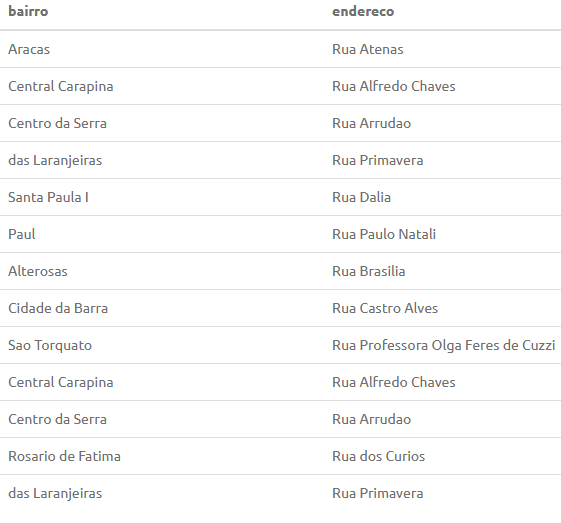 bairro endereco
Aracas Rua Atenas
Central Carapina Rua Alfredo Chaves
Centro da Serra Rua Arrudao
das Laranjeiras Rua Primavera
Santa Paula I Rua Dalia
Paul Rua Paulo Natali
Alterosas Rua Brasilia
Cidade da Barra Rua Castro Alves
Sao Torquato Rua Professora Olga Feres de Cuzzi
Central Carapina Rua Alfredo Chaves
Centro da Serra Rua Arrudao
Rosario de Fatima Rua dos Curios
das Laranjeiras Rua Primavera